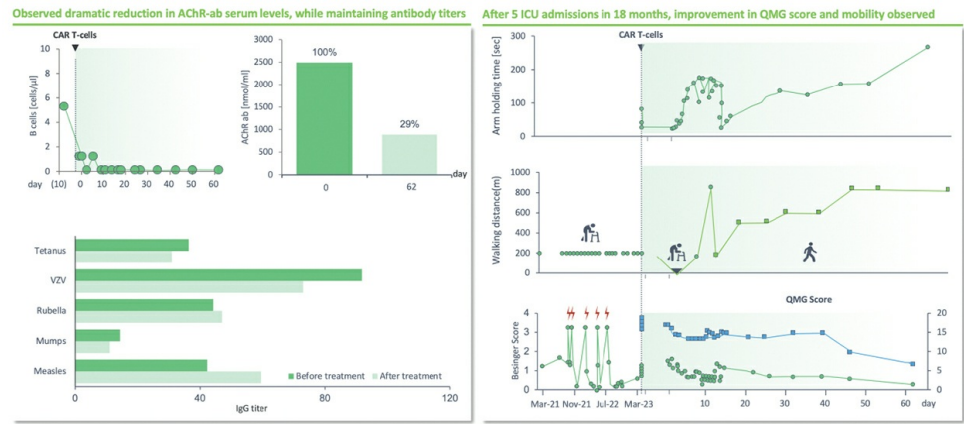 Observed dramatic reduction in AChR-ab serum levels, while maintaining antibody titers
CAR T-cells
B cells [cells/µl]
10
8
6
4
2
0
day (10) 0 10 20 30 40 50 60
AChR ab [nmol/ml]
3000
2500
2000
1500
1000
500
0
100%
29%
0 62
day
Tetanus
VZV
Rubella
Mumps
Measles
Before treatment After treatment
0 40 80 120
IgG titer
After 5 ICU admissions in 18 months, improvement in QMG score and mobility observed
CAR T-cells
Arm holding time [sec]
300
200
100
0
Walking distance(m)
1000
800
600
400
200
0
QMG Score
Besinger Score
4
3
2
1
0
20
15
10
5
0
Mar-21 Nov-21 Jul-22 Mar-23 10 20 30 40 50 60 day